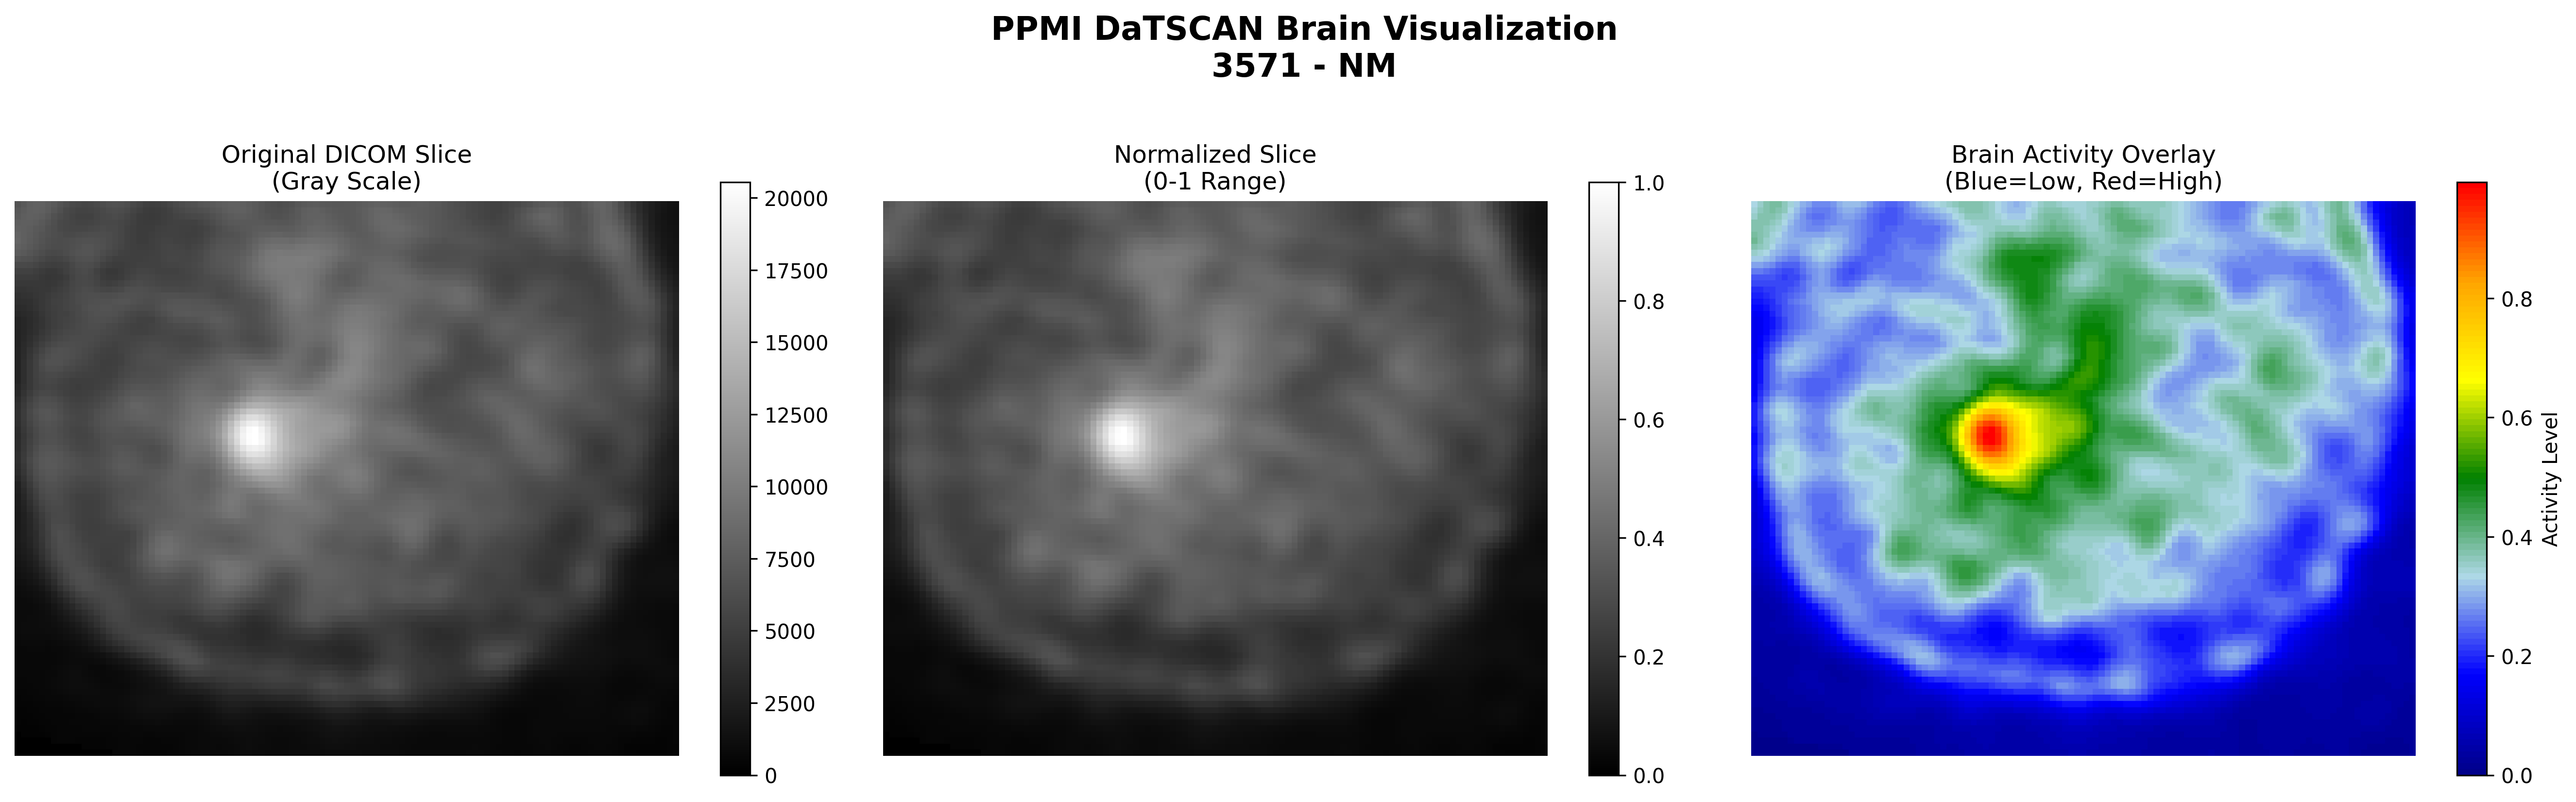 PPMI DaTSCAN Brain Visualization
3571 - NM
Original DICOM Slice
(Gray Scale)
20000
17500
15000
12500
10000
7500
5000
2500
0
Normalized Slice
(0-1 Range)
1.0
0.8
0.6
0.4
0.2
0.0
Brain Activity Overlay
(Blue=Low, Red=High)
0.8
0.6
0.4
0.2
0.0
Activity Level